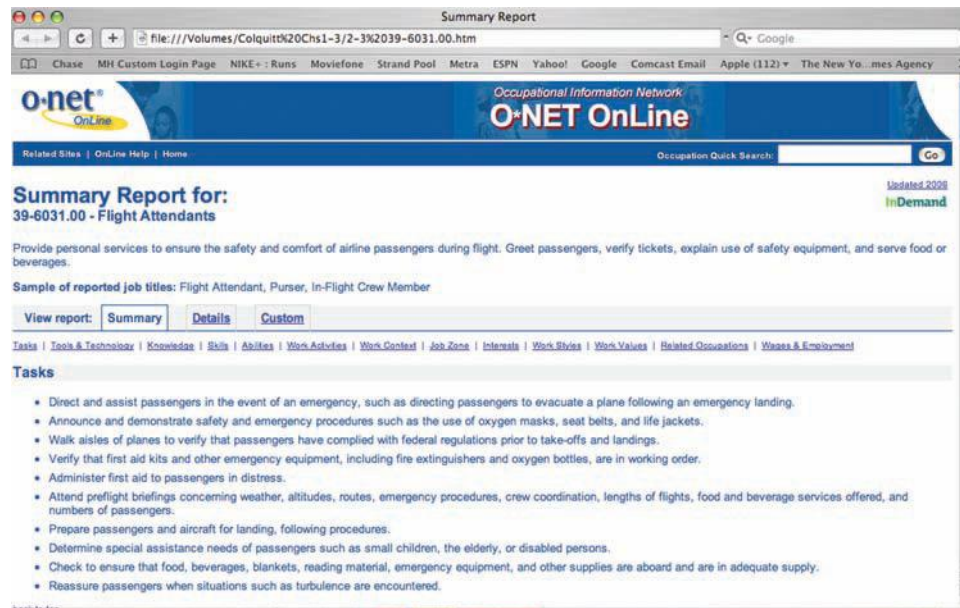 Summary Report
file:///Volumes/Colquitt%20Chs1-3/2-3%2039-6031.00.htm
Google
Chase MH Custom Login Page NIKE+ : Runs Moviefone Strand Pool Metra ESPN Yahoo! Google Comcast Email Apple (112) The New Yo...mes Agency
o·net® OnLine
Occupational Information Network
O*NET OnLine
Related Sites | OnLine Help | Home
Occupation Quick Search: Go
Summary Report for:
Updated 2006
39-6031.00 - Flight Attendants
InDemand
Provide personal services to ensure the safety and comfort of airline passengers during flight. Greet passengers, verify tickets, explain use of safety equipment, and serve food or
beverages.
Sample of reported job titles: Flight Attendant, Purser, In-Flight Crew Member
View report: Summary Details Custom
Tasks | Tools & Technology | Knowledge | Skills | Abilities | Work Activities | Work Context | Job Zone | Interests | Work Styles | Work Values | Related Occupations | Wages & Employment
Tasks
• Direct and assist passengers in the event of an emergency, such as directing passengers to evacuate a plane following an emergency landing.
• Announce and demonstrate safety and emergency procedures such as the use of oxygen masks, seat belts, and life jackets.
• Walk aisles of planes to verify that passengers have complied with federal regulations prior to take-offs and landings.
• Verify that first aid kits and other emergency equipment, including fire extinguishers and oxygen bottles, are in working order.
• Administer first aid to passengers in distress.
• Attend preflight briefings concerning weather, altitudes, routes, emergency procedures, crew coordination, lengths of flights, food and beverage services offered, and
numbers of passengers.
• Prepare passengers and aircraft for landing, following procedures.
• Determine special assistance needs of passengers such as small children, the elderly, or disabled persons.
• Check to ensure that food, beverages, blankets, reading material, emergency equipment, and other supplies are aboard and are in adequate supply.
• Reassure passengers when situations such as turbulence are encountered.